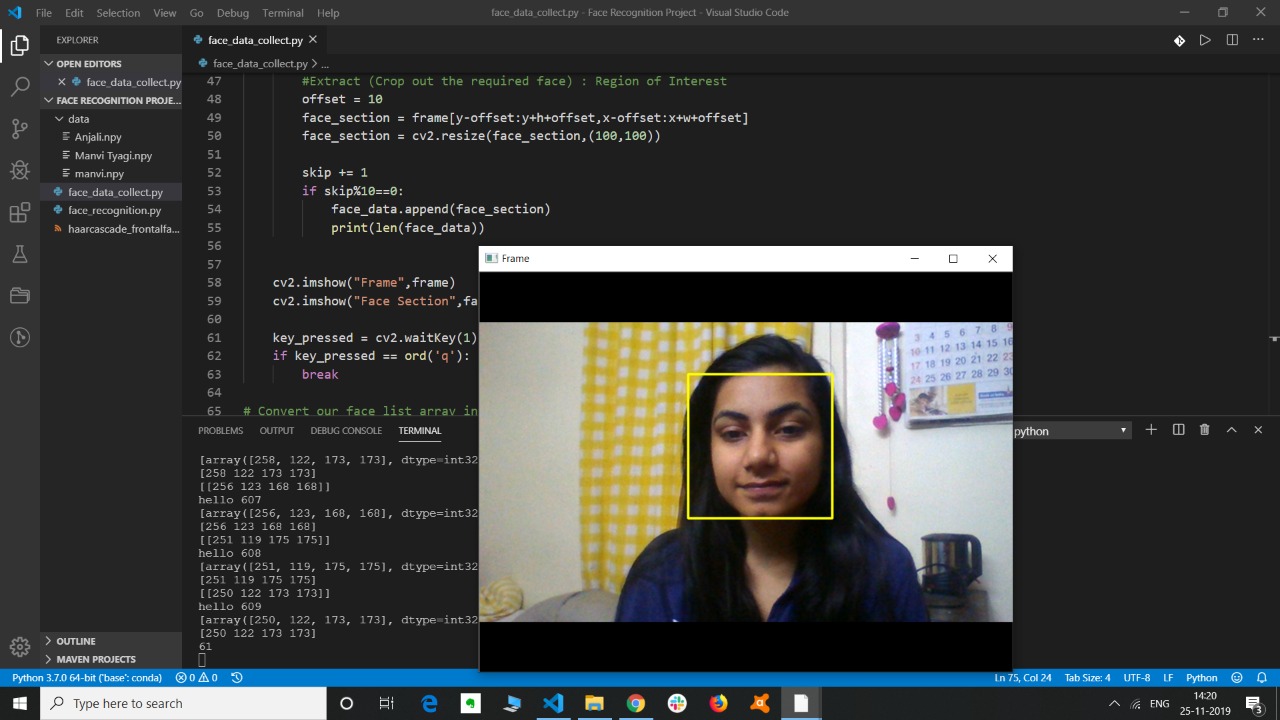 File Edit Selection View Go Debug Terminal Help
face_data_collect.py - Face Recognition Project - Visual Studio Code
EXPLORER
OPEN EDITORS
face_data_collect.py
FACE RECOGNITION PROJE...
data
Anjali.npy
Manvi Tyagi.npy
manvi.npy
face_data_collect.py
face_recognition.py
haarcascade_frontalfa...
OUTLINE
MAVEN PROJECTS
face_data_collect.py
face_data_collect.py > ...
47 #Extract (Crop out the required face) : Region of Interest
48 offset = 10
49 face_section = frame[y-offset:y+h+offset,x-offset:x+w+offset]
50 face_section = cv2.resize(face_section,(100,100))
51
52 skip += 1
53 if skip%10==0:
54 face_data.append(face_section)
55 print(len(face_data))
56
57
58 cv2.imshow("Frame",frame)
59 cv2.imshow("Face Section",fa
60
61 key_pressed = cv2.waitKey(1)
62 if key_pressed == ord('q'):
63 break
64
65 # Convert our face list array in
Frame
3 4 5 6 7 8 9
10 11 12 13 14 15 16
17 18 19 20 21 22 23
24 25 26 27 28 29 30
PROBLEMS OUTPUT DEBUG CONSOLE TERMINAL
python
[array([258, 122, 173, 173], dtype=int32
[258 122 173 173]
[[256 123 168 168]]
hello 607
[array([256, 123, 168, 168], dtype=int32
[256 123 168 168]
[[251 119 175 175]]
hello 608
[array([251, 119, 175, 175], dtype=int32
[251 119 175 175]
[[250 122 173 173]]
hello 609
[array([250, 122, 173, 173], dtype=int32
[250 122 173 173]
61
Python 3.7.0 64-bit ('base': conda) 0 0
Ln 75, Col 24 Tab Size: 4 UTF-8 LF Python
Type here to search
ENG
14:20
25-11-2019
3